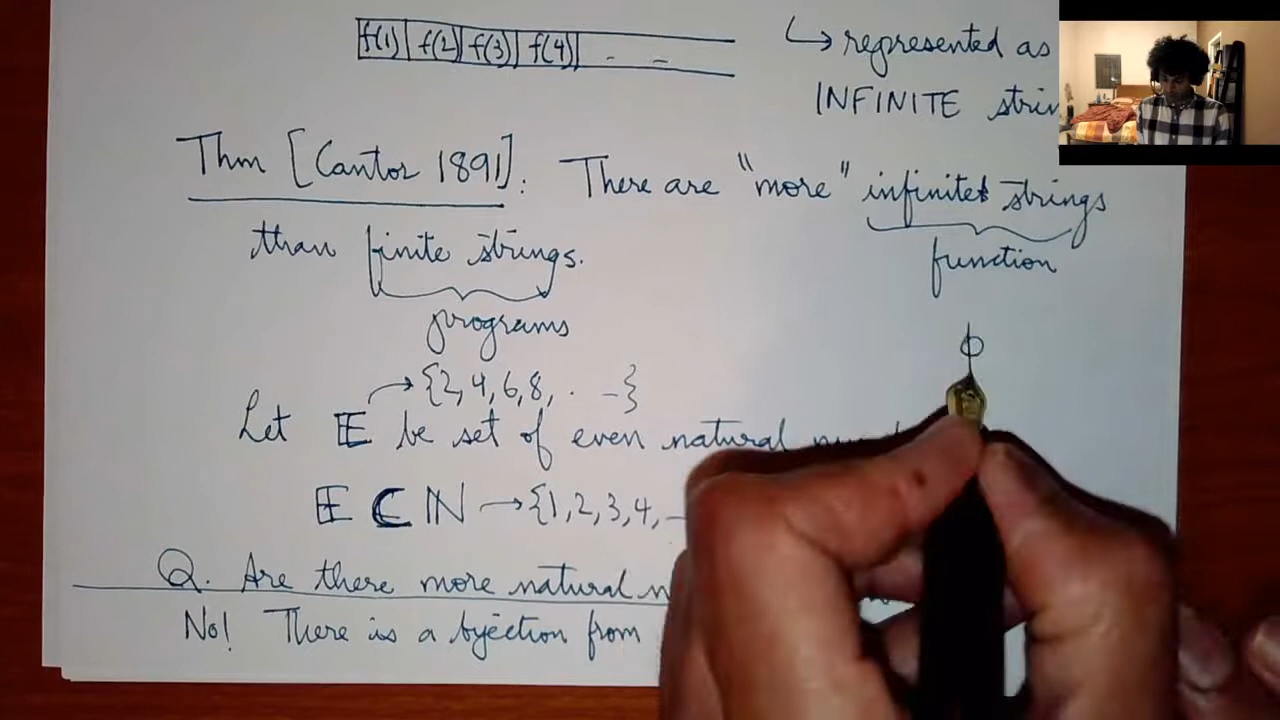 f(1) f(2) f(3) f(4) . _
↳ represented as
INFINITE
Thm [Cantor 1891]: There are "more" infinite strings
than finite strings.
function
programs
ϕ
→ {2, 4, 6, 8, . _}
Let E be set of even natural
E ⊂ N → {1, 2, 3, 4, _
Q. Are there more natural
No! There is a byjection from